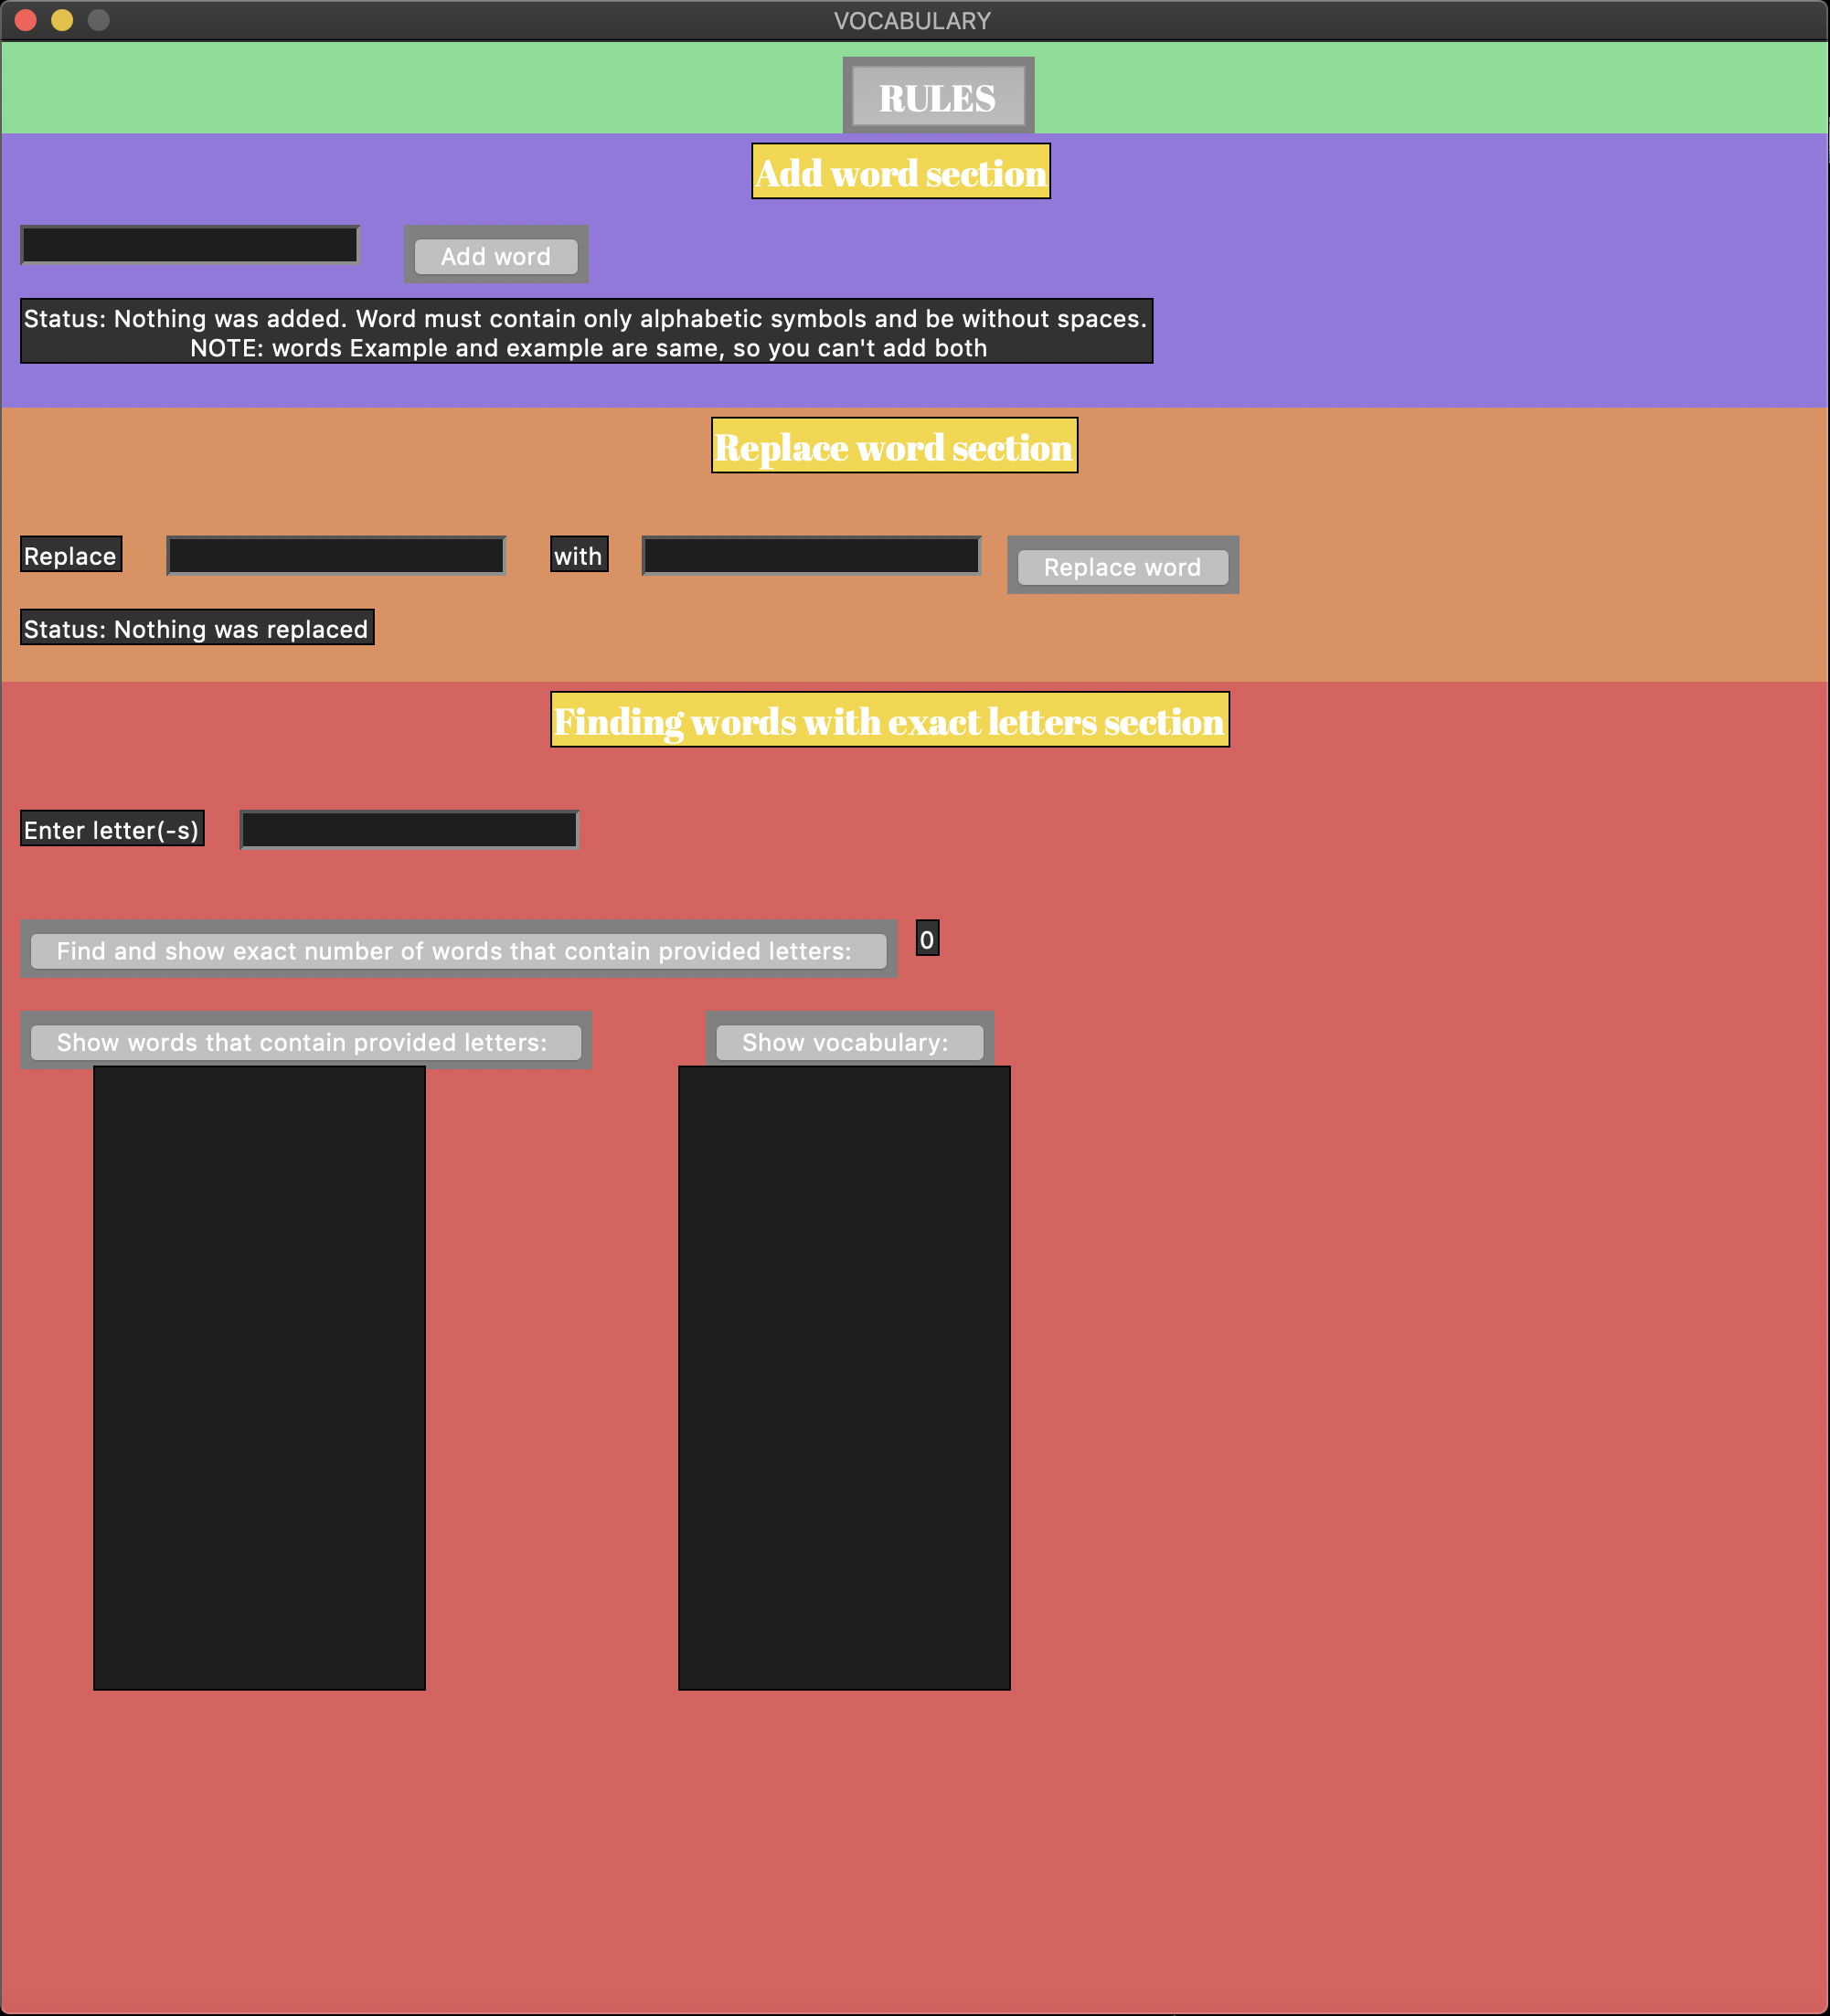 VOCABULARY
RULES
Add word section
Add word
Status: Nothing was added. Word must contain only alphabetic symbols and be without spaces.
NOTE: words Example and example are same, so you can't add both
Replace word section
Replace with Replace word
Status: Nothing was replaced
Finding words with exact letters section
Enter letter(-s)
Find and show exact number of words that contain provided letters: 0
Show words that contain provided letters: Show vocabulary: